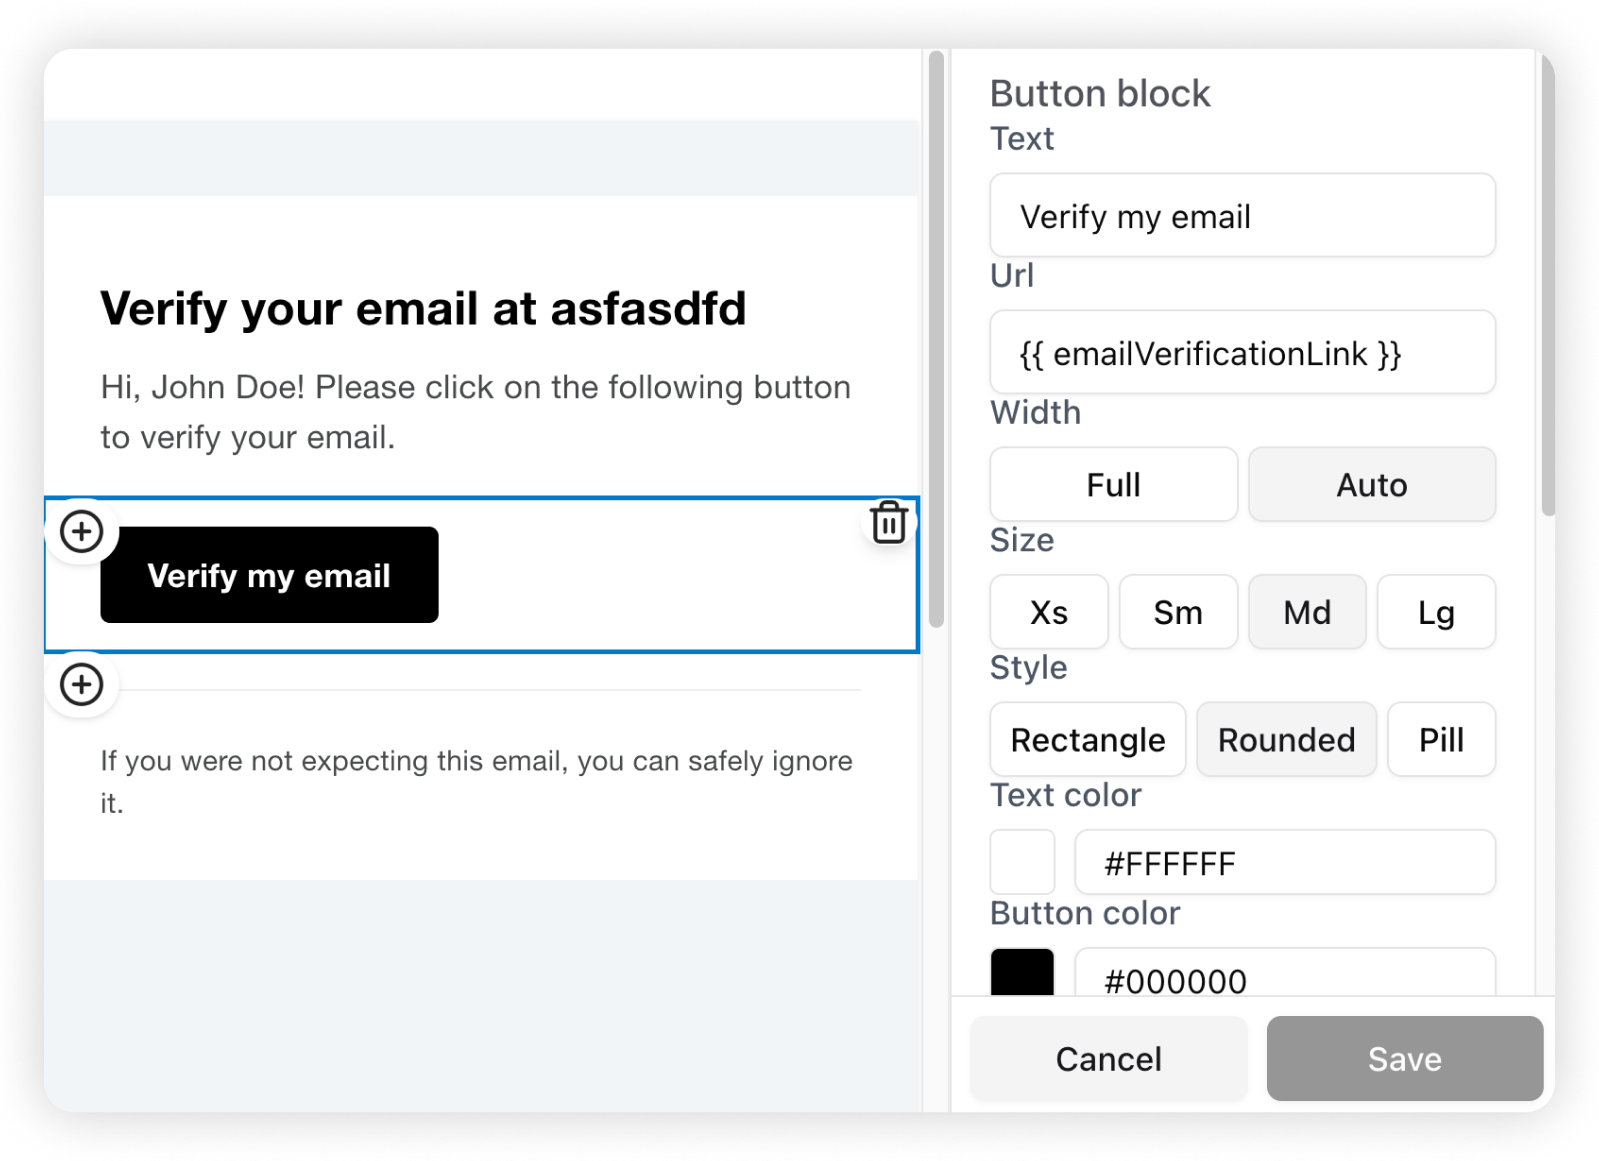 Verify your email at asfasdfd
Hi, John Doe! Please click on the following button
to verify your email.
Verify my email
If you were not expecting this email, you can safely ignore
it.
Button block
Text
Verify my email
Url
{{ emailVerificationLink }}
Width
Full Auto
Size
Xs Sm Md Lg
Style
Rectangle Rounded Pill
Text color
#FFFFFF
Button color
#000000
Cancel Save